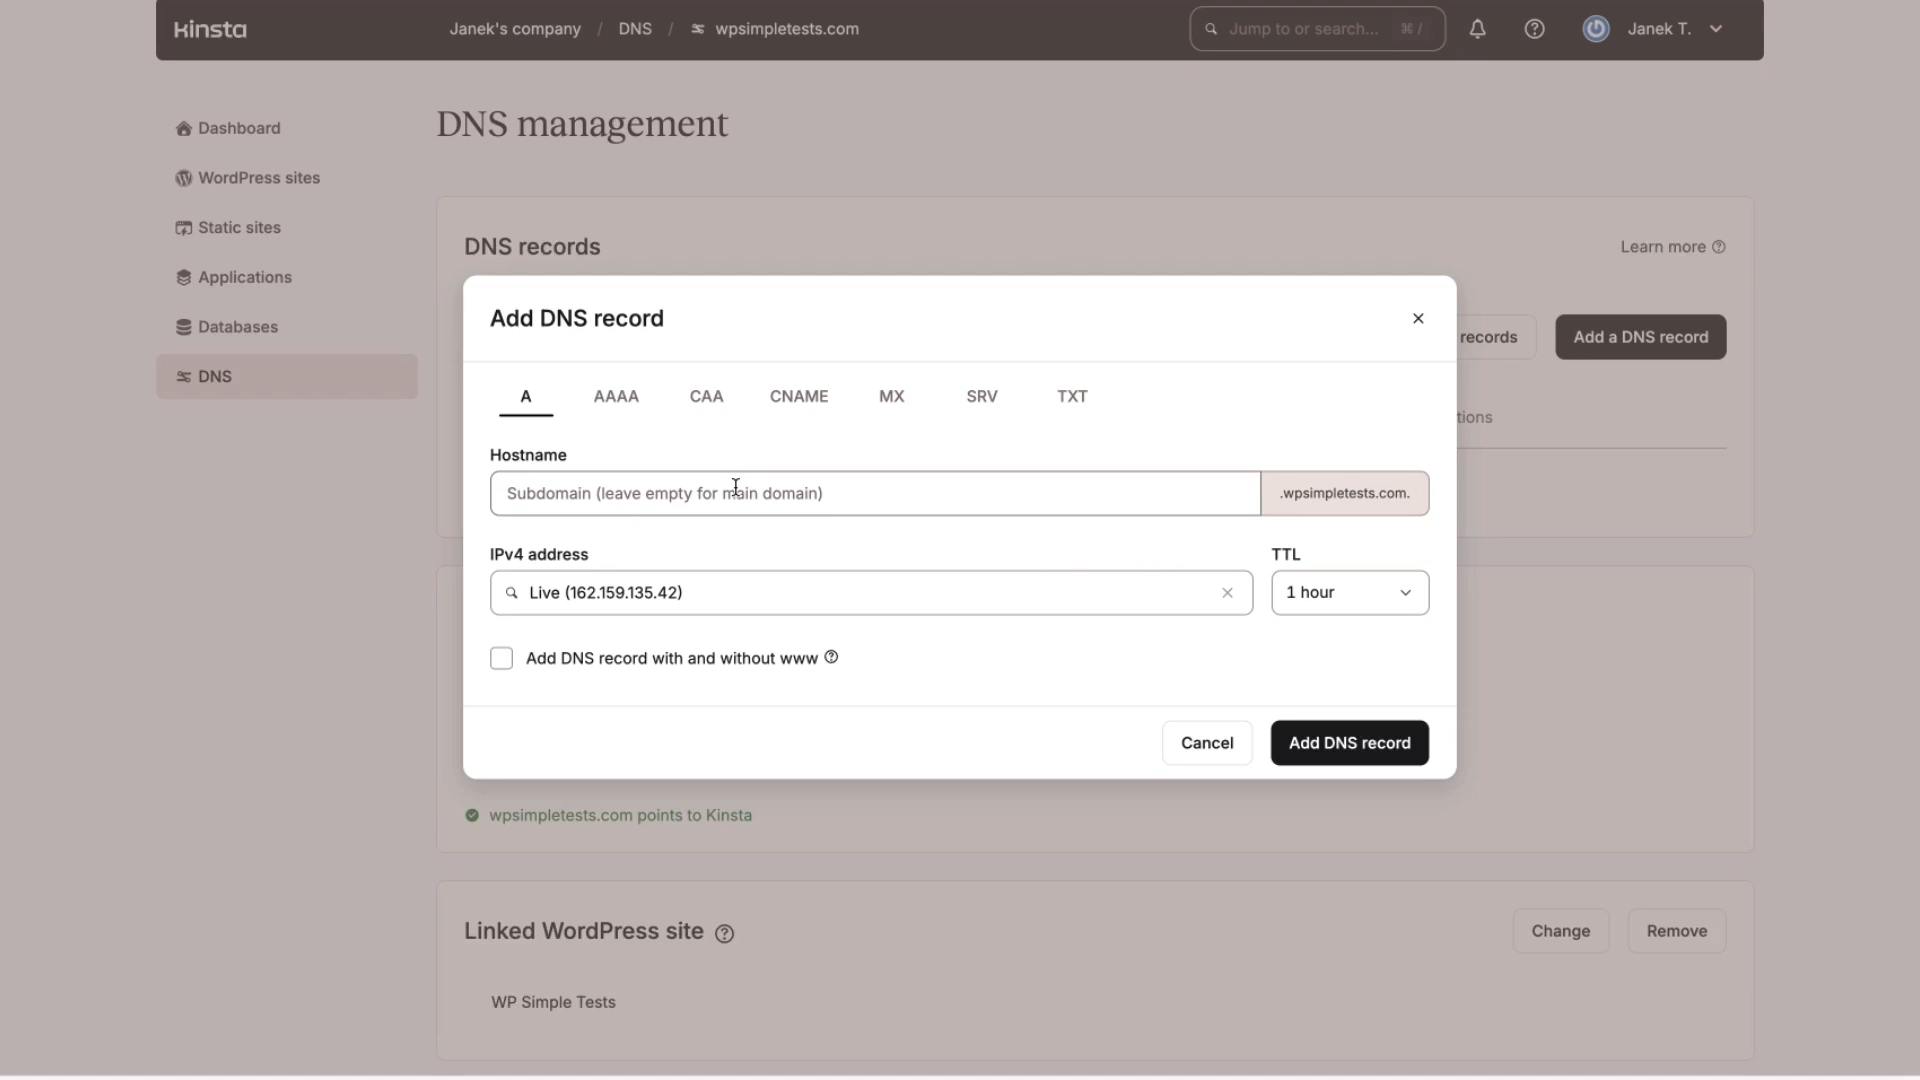 Kinsta
Janek's company / DNS / wpsimpletests.com
Jump to or search... ⌘ /
Janek T.
Dashboard
WordPress sites
Static sites
Applications
Databases
DNS
DNS management
DNS records
Learn more
records
Add a DNS record
tions
Add DNS record
A AAAA CAA CNAME MX SRV TXT
Hostname
Subdomain (leave empty for main domain) .wpsimpletests.com.
IPv4 address TTL
Live (162.159.135.42) 1 hour
Add DNS record with and without www
Cancel Add DNS record
wpsimpletests.com points to Kinsta
Linked WordPress site
Change Remove
WP Simple Tests